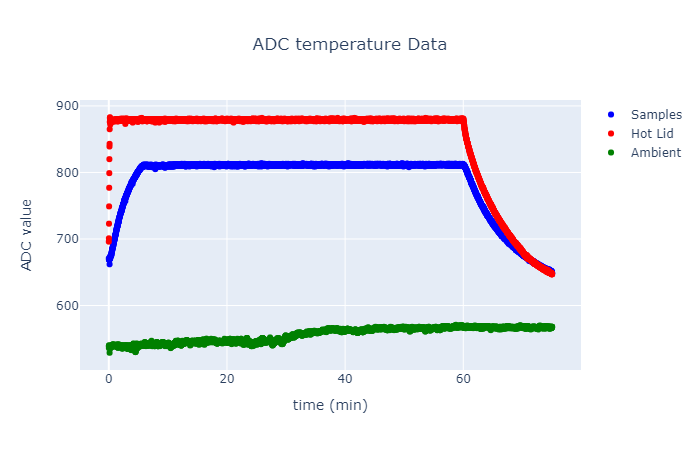 ADC temperature Data
900
800
700
600
ADC value
0
20
40
60
time (min)
Samples
Hot Lid
Ambient